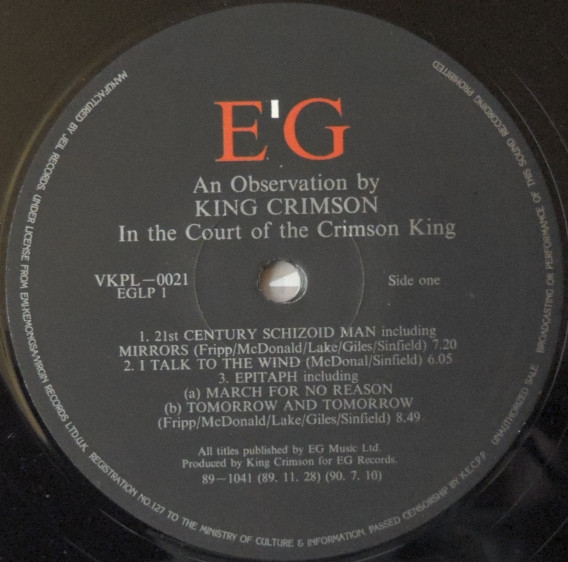 E'G
An Observation by
KING CRIMSON
In the Court of the Crimson King
VKPL—0021
EGLP 1
Side one
1. 21st CENTURY SCHIZOID MAN including
MIRRORS (Fripp/McDonald/Lake/Giles/Sinfield) 7.20
2. I TALK TO THE WIND (McDonal/Sinfield) 6.05
3. EPITAPH including
(a) MARCH FOR NO REASON
(b) TOMORROW AND TOMORROW
(Fripp/McDonald/Lake/Giles/Sinfield) 8.49
All titles published by EG Music Ltd.
Produced by King Crimson for EG Records.
89—1041 (89. 11. 28) (90. 7. 10)
MANUFACTURED BY JEIL RECORDS, UNDER LICENSE FROM EMI-KEMONGSA/VIRGIN RECORDS LTD.U.K. REGISTRATION NO.127 TO THE MINISTRY OF CULTURE & INFORMATION, PASSED CENSORSHIP BY K.E.C.P.P. UNAUTHORIZED SALE BROADCASTING OR PERFORMANCE OF THIS SOUND RECORDING PROHIBITED